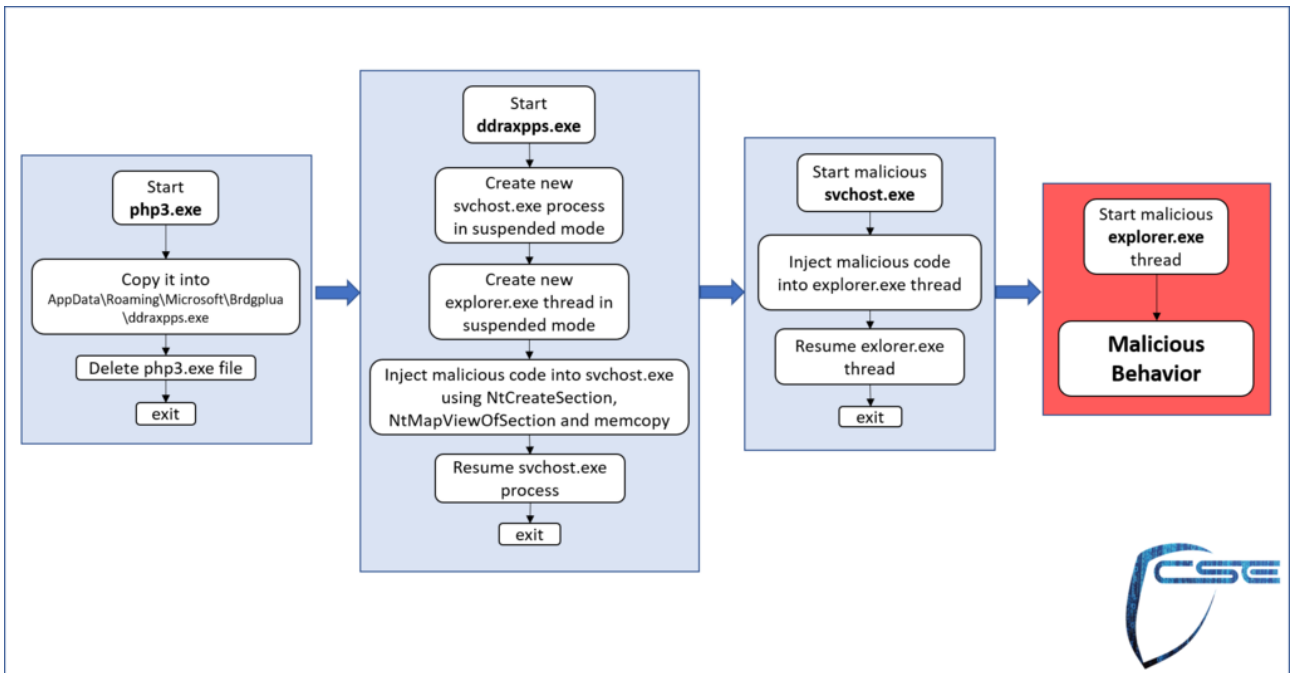 Start
php3.exe
Copy it into
AppData\Roaming\Microsoft\Brdgplua
\ddraxpps.exe
Delete php3.exe file
exit
Start
ddraxpps.exe
Create new
svchost.exe process
in suspended mode
Create new
explorer.exe thread in
suspended mode
Inject malicious code into svchost.exe
using NtCreateSection,
NtMapViewOfSection and memcopy
Resume svchost.exe
process
exit
Start malicious
svchost.exe
Inject malicious code
into explorer.exe thread
Resume exlorer.exe
thread
exit
Start malicious
explorer.exe
thread
Malicious
Behavior
CSE